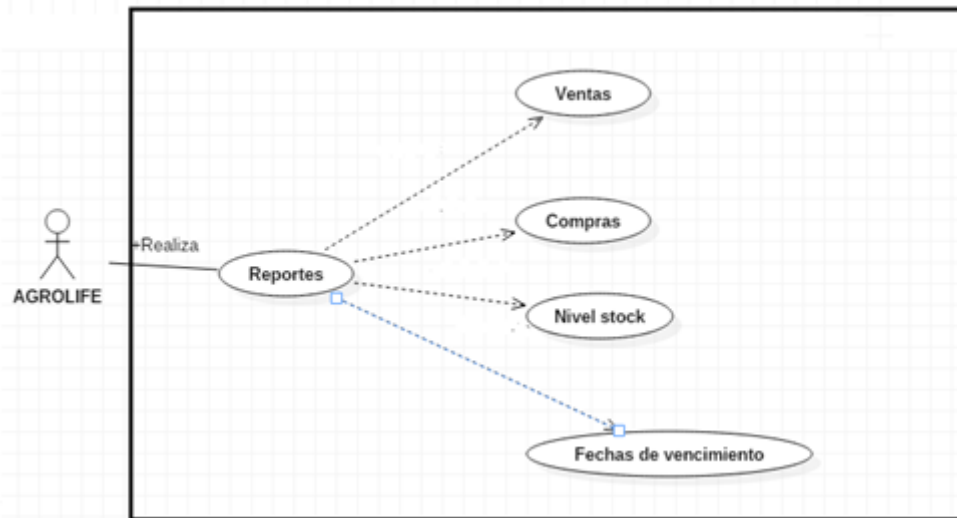 Ventas
Compras
+Realiza
Reportes
AGROLIFE
Nivel stock
Fechas de vencimiento